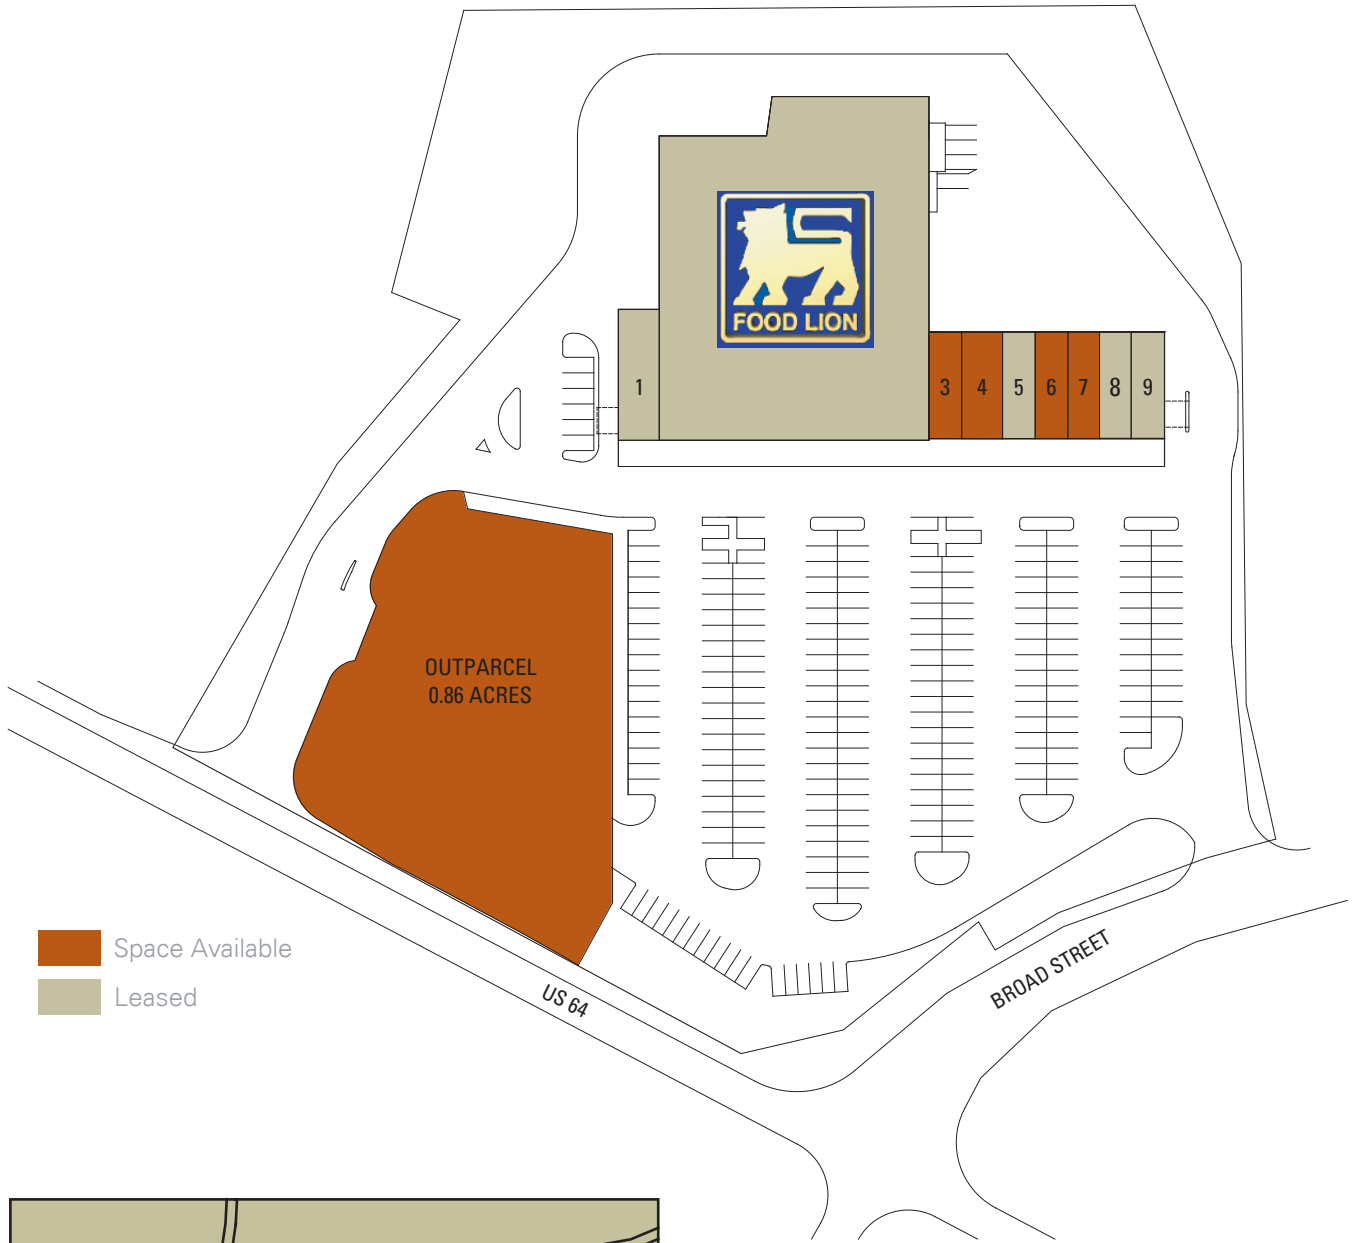 FOOD LION
1
3
4
5
6
7
8
9
OUTPARCEL
0.86 ACRES
Space Available
Leased
US 64
BROAD STREET